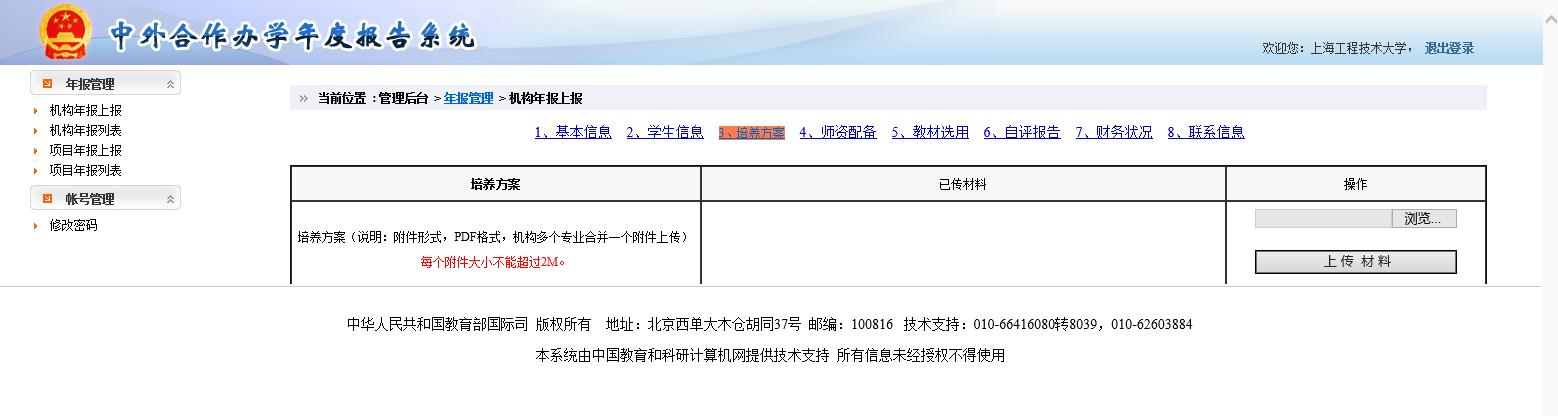 中外合作办学年度报告系统
欢迎您：上海工程技术大学， 退出登录
年报管理
机构年报上报
机构年报列表
项目年报上报
项目年报列表
帐号管理
修改密码
当前位置 ：管理后台 > 年报管理 > 机构年报上报
1、基本信息 2、学生信息 3、培养方案 4、师资配备 5、教材选用 6、自评报告 7、财务状况 8、联系信息
培养方案 已传材料 操作
培养方案（说明：附件形式，PDF格式，机构多个专业合并一个附件上传）
每个附件大小不能超过2M。
浏览...
上 传 材 料
中华人民共和国教育部国际司 版权所有 地址：北京西单大木仓胡同37号 邮编：100816 技术支持：010-66416080转8039，010-62603884
本系统由中国教育和科研计算机网提供技术支持 所有信息未经授权不得使用